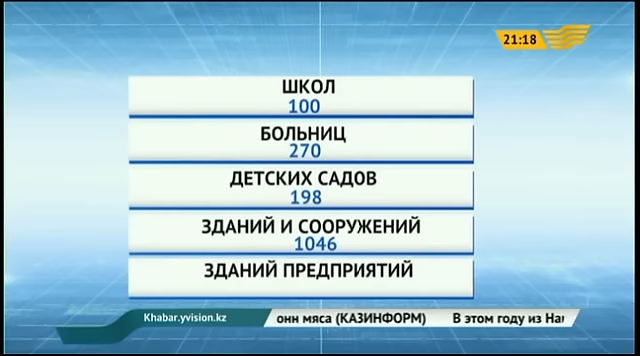 21:18
ШКОЛ
100
БОЛЬНИЦ
270
ДЕТСКИХ САДОВ
198
ЗДАНИЙ И СООРУЖЕНИЙ
1046
ЗДАНИЙ ПРЕДПРИЯТИЙ
Khabar.yvision.kz онн мяса (КАЗИНФОРМ) В этом году из